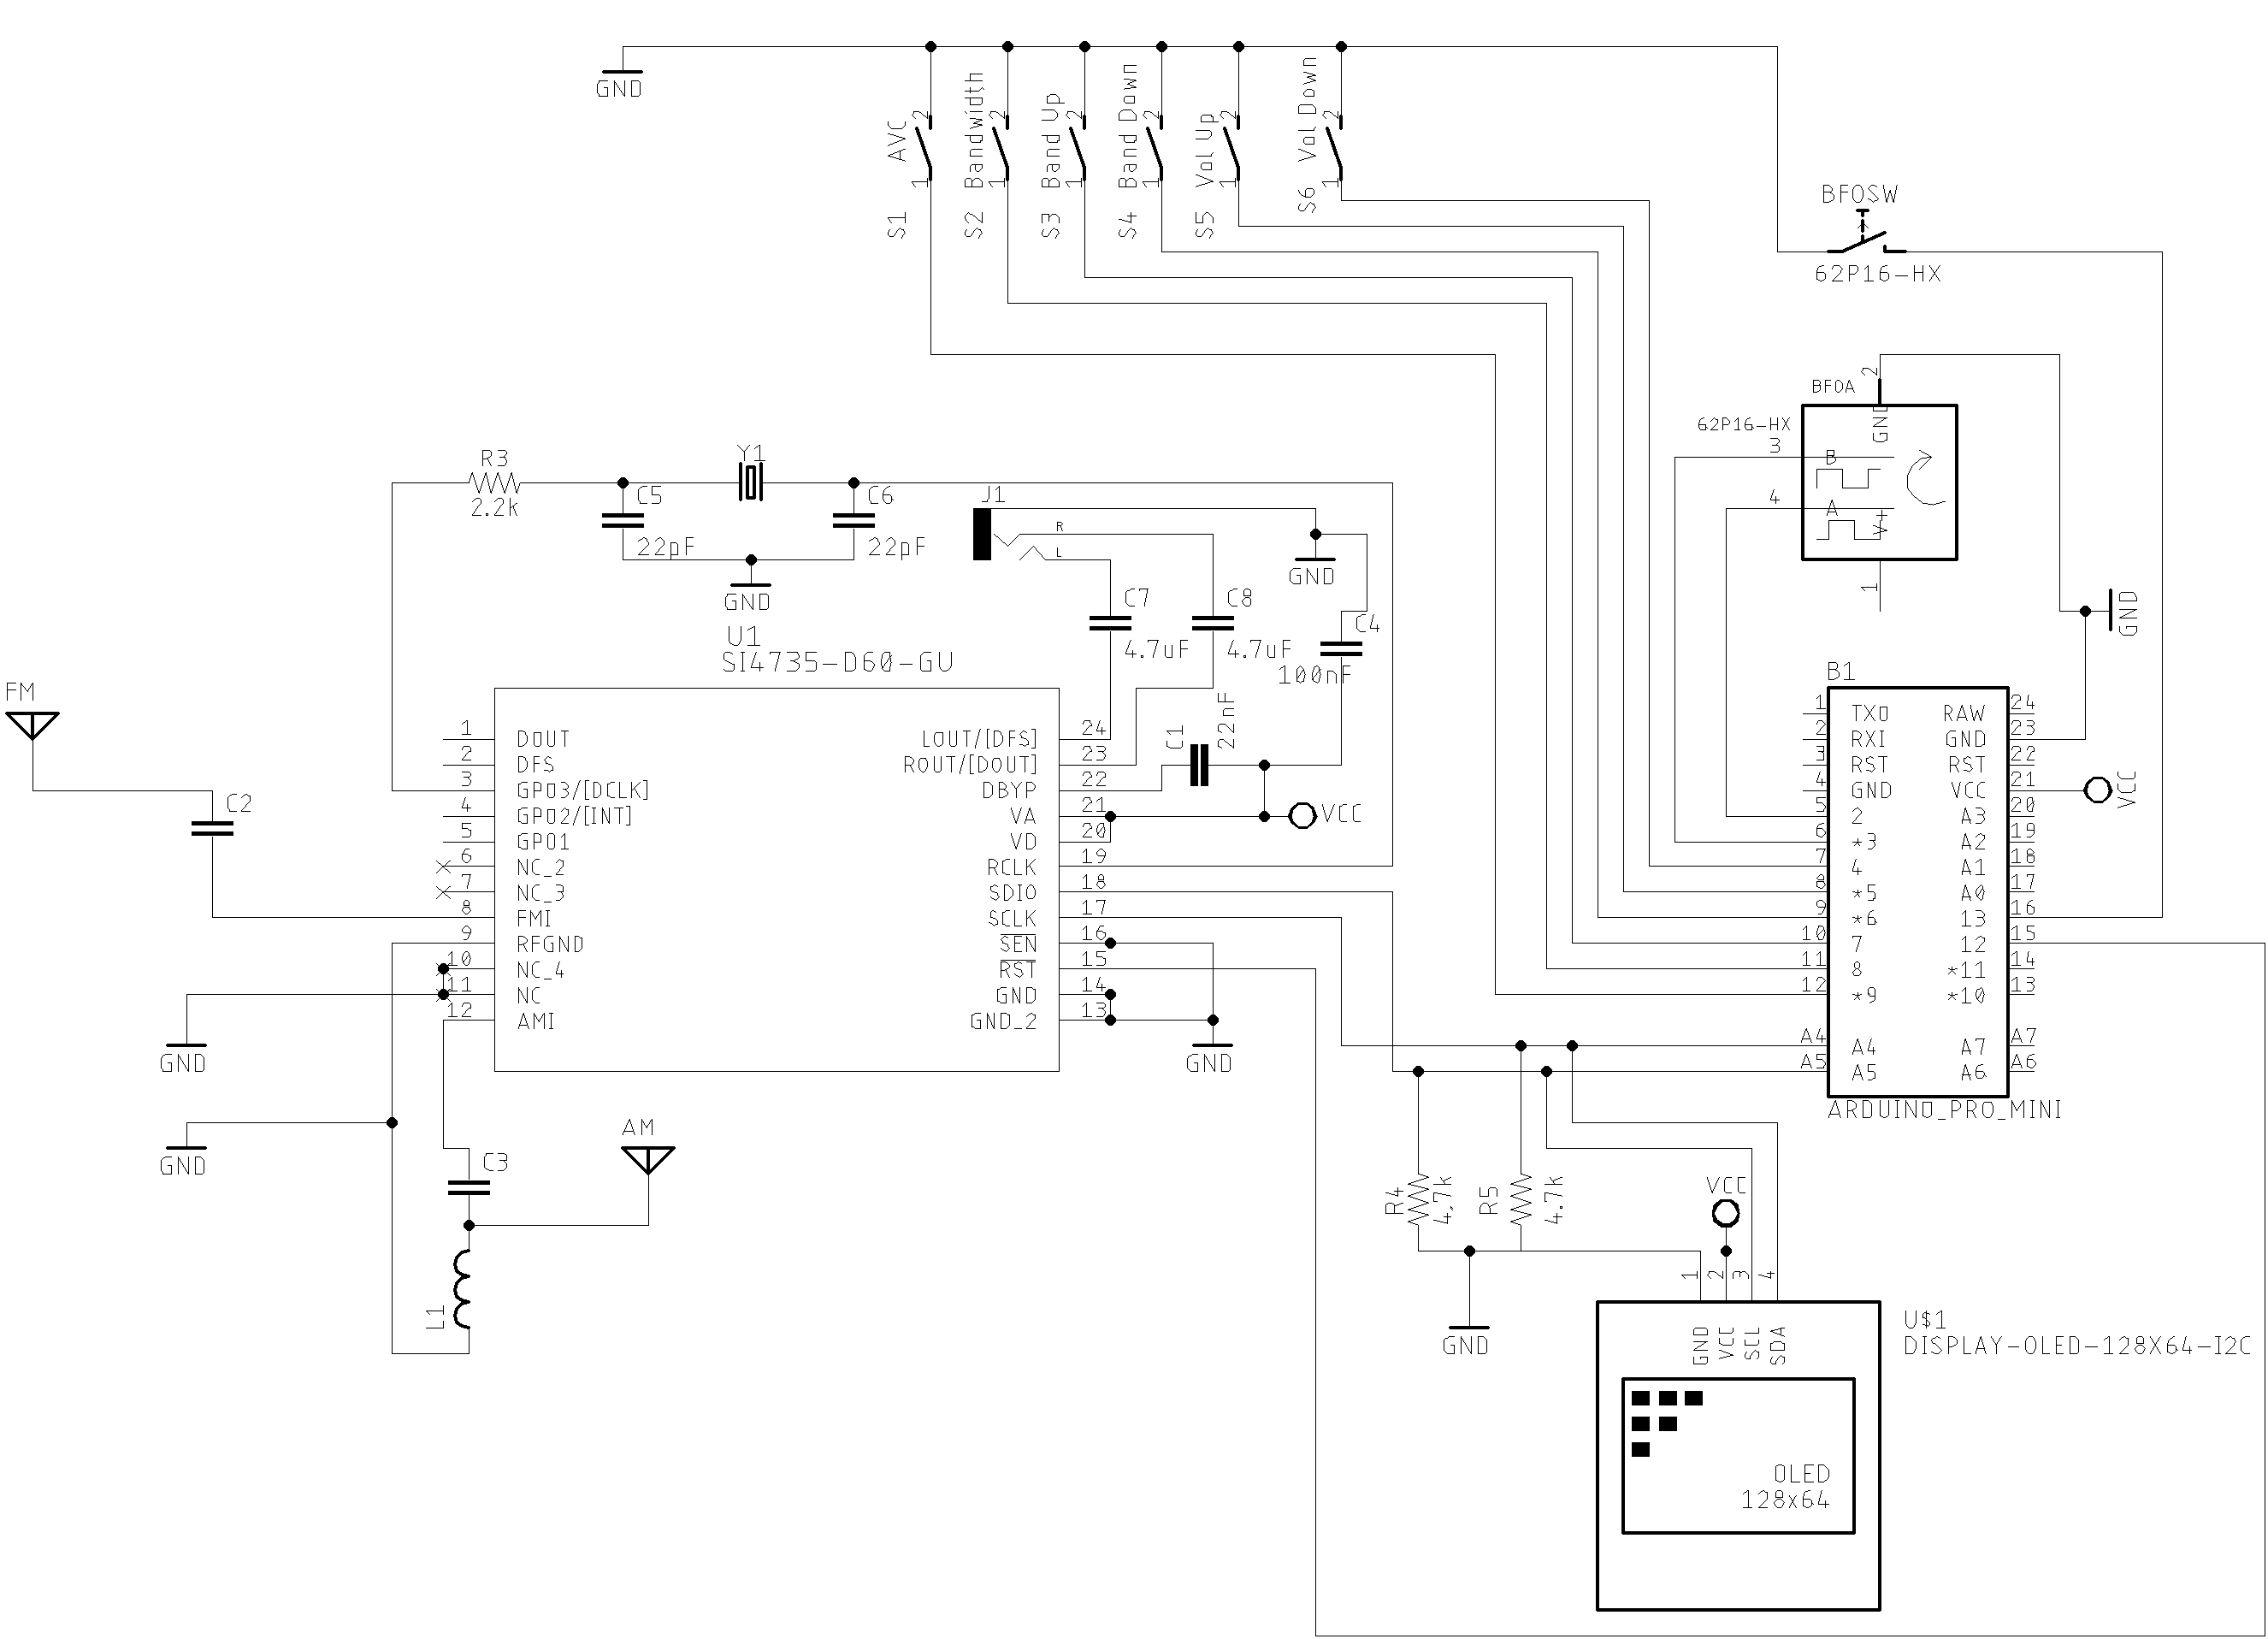 GND
S1 AVC 1 2
S2 Bandwidth 1 2
S3 Band Up 1 2
S4 Band Down 1 2
S5 Vol Up 1 2
S6 Vol Down 1 2
BFOSW
62P16-HX
BFOA
62P16-HX
2
GND
3
B
4
A
V+
1
GND
R3
2.2k
C5
22pF
Y1
C6
22pF
GND
J1
R
L
GND
C7
4.7uF
C8
4.7uF
C4
100nF
C1
22nF
VCC
FM
C2
U1
SI4735-D60-GU
1 DOUT
2 DFS
3 GPO3/[DCLK]
4 GPO2/[INT]
5 GPO1
6 NC_2
7 NC_3
8 FMI
9 RFGND
10 NC_4
11 NC
12 AMI
LOUT/[DFS] 24
ROUT/[DOUT] 23
DBYP 22
VA 21
VD 20
RCLK 19
SDIO 18
SCLK 17
SEN 16
RST 15
GND 14
GND_2 13
GND
GND
GND
C3
AM
L1
B1
1 TXO
2 RXI
3 RST
4 GND
5 2
6 *3
7 4
8 *5
9 *6
10 7
11 8
12 *9
A4 A4
A5 A5
RAW 24
GND 23
RST 22
VCC 21
A3 20
A2 19
A1 18
A0 17
13 16
12 15
*11 14
*10 13
A7 A7
A6 A6
ARDUINO_PRO_MINI
VCC
R4
4,7k
R5
4.7k
GND
VCC
1 2 3 4
GND
VCC
SCL
SDA
U$1
DISPLAY-OLED-128X64-I2C
OLED
128x64